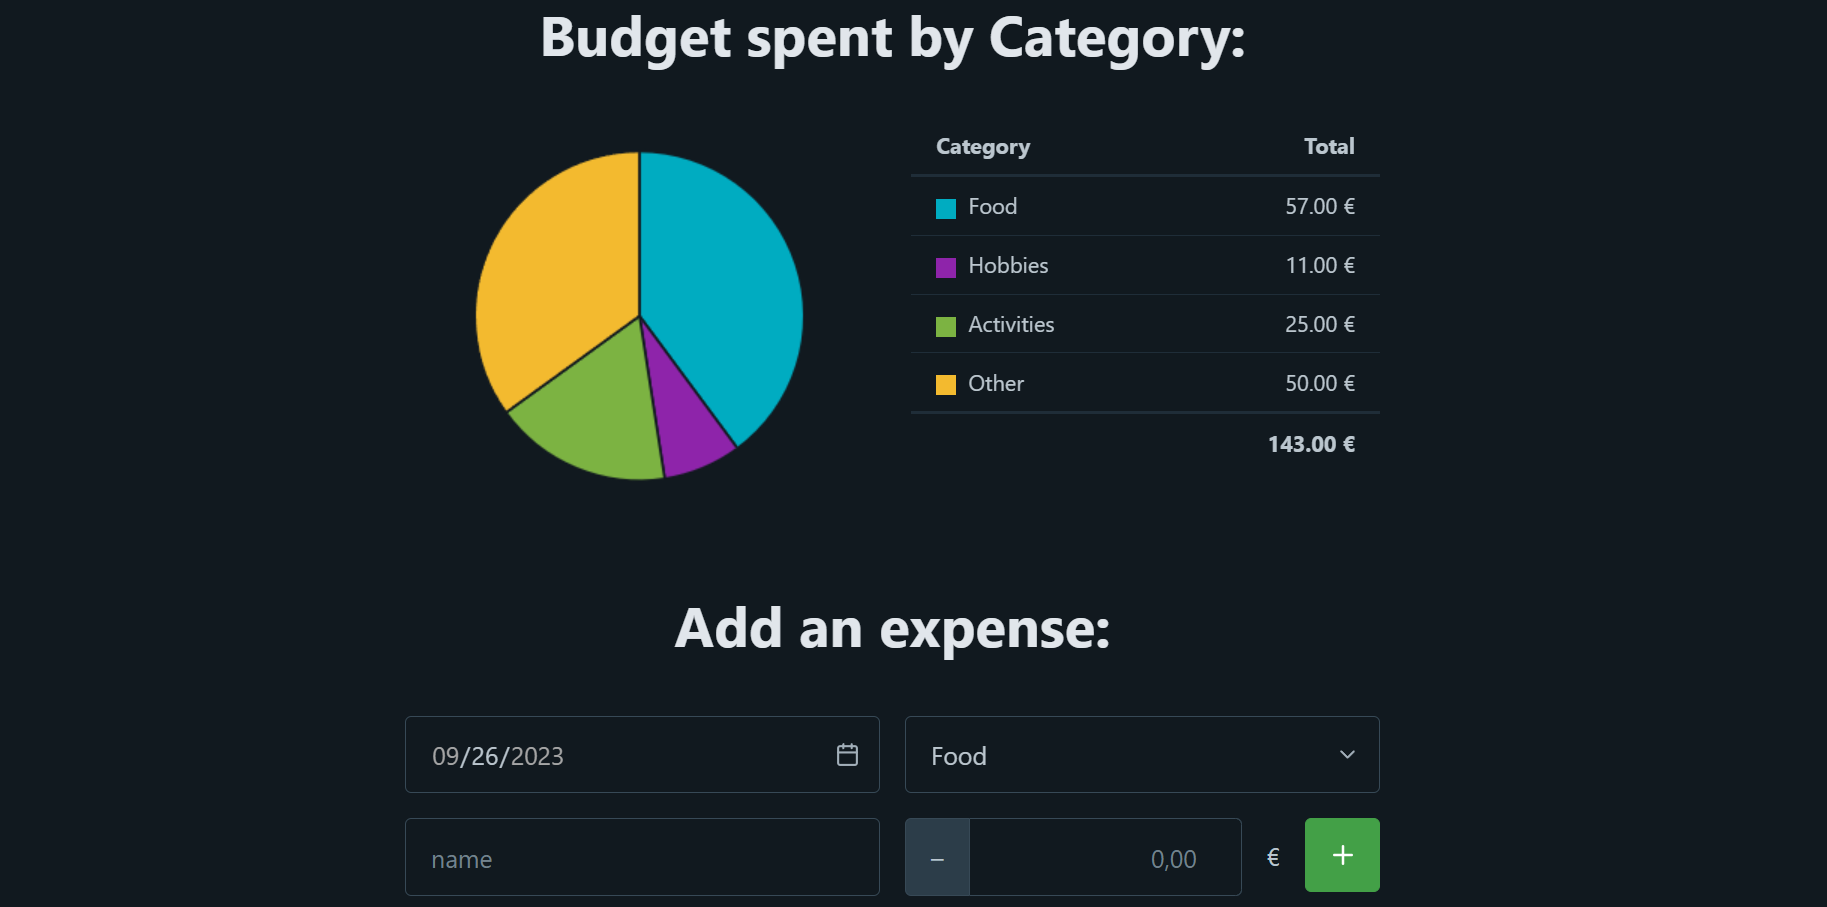 Budget spent by Category:
Category Total
Food 57.00 €
Hobbies 11.00 €
Activities 25.00 €
Other 50.00 €
143.00 €
Add an expense:
09/26/2023 Food
name − 0,00 € +